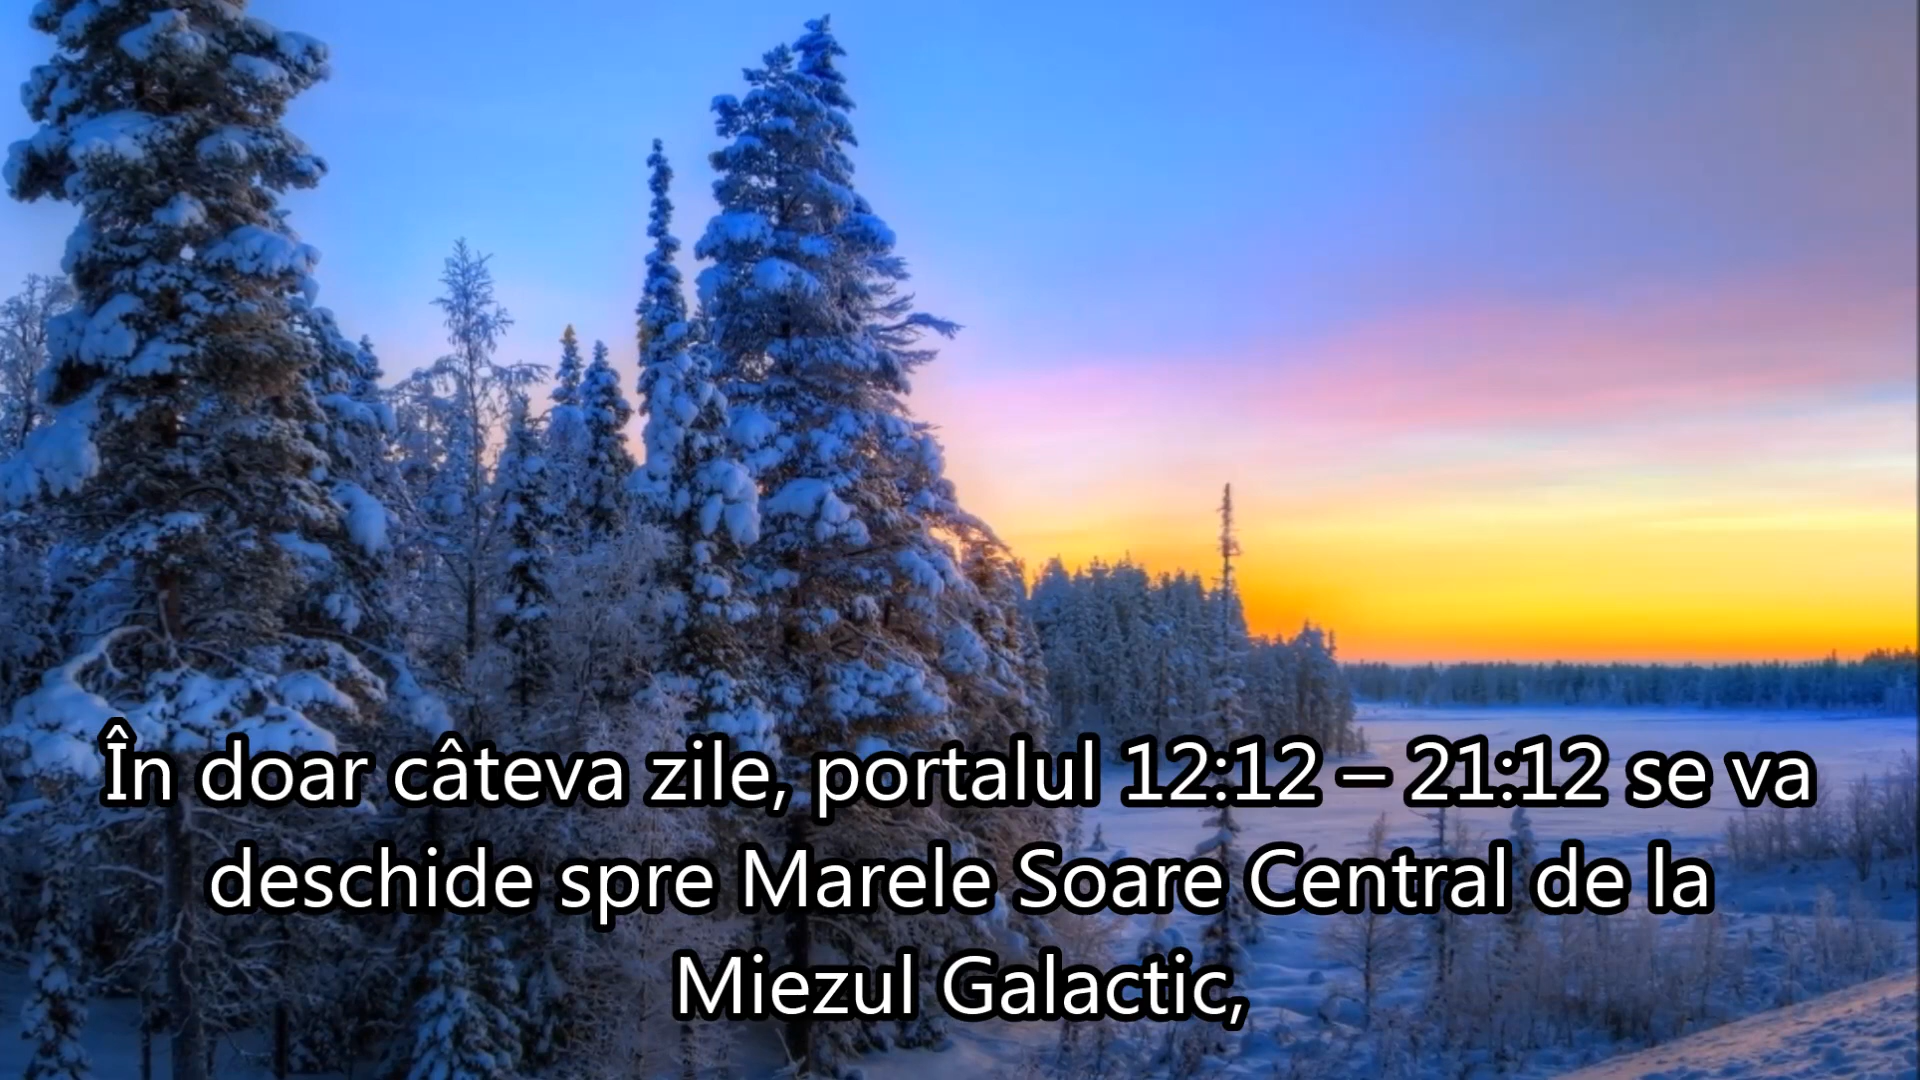 În doar câteva zile, portalul 12:12 – 21:12 se va
deschide spre Marele Soare Central de la
Miezul Galactic,